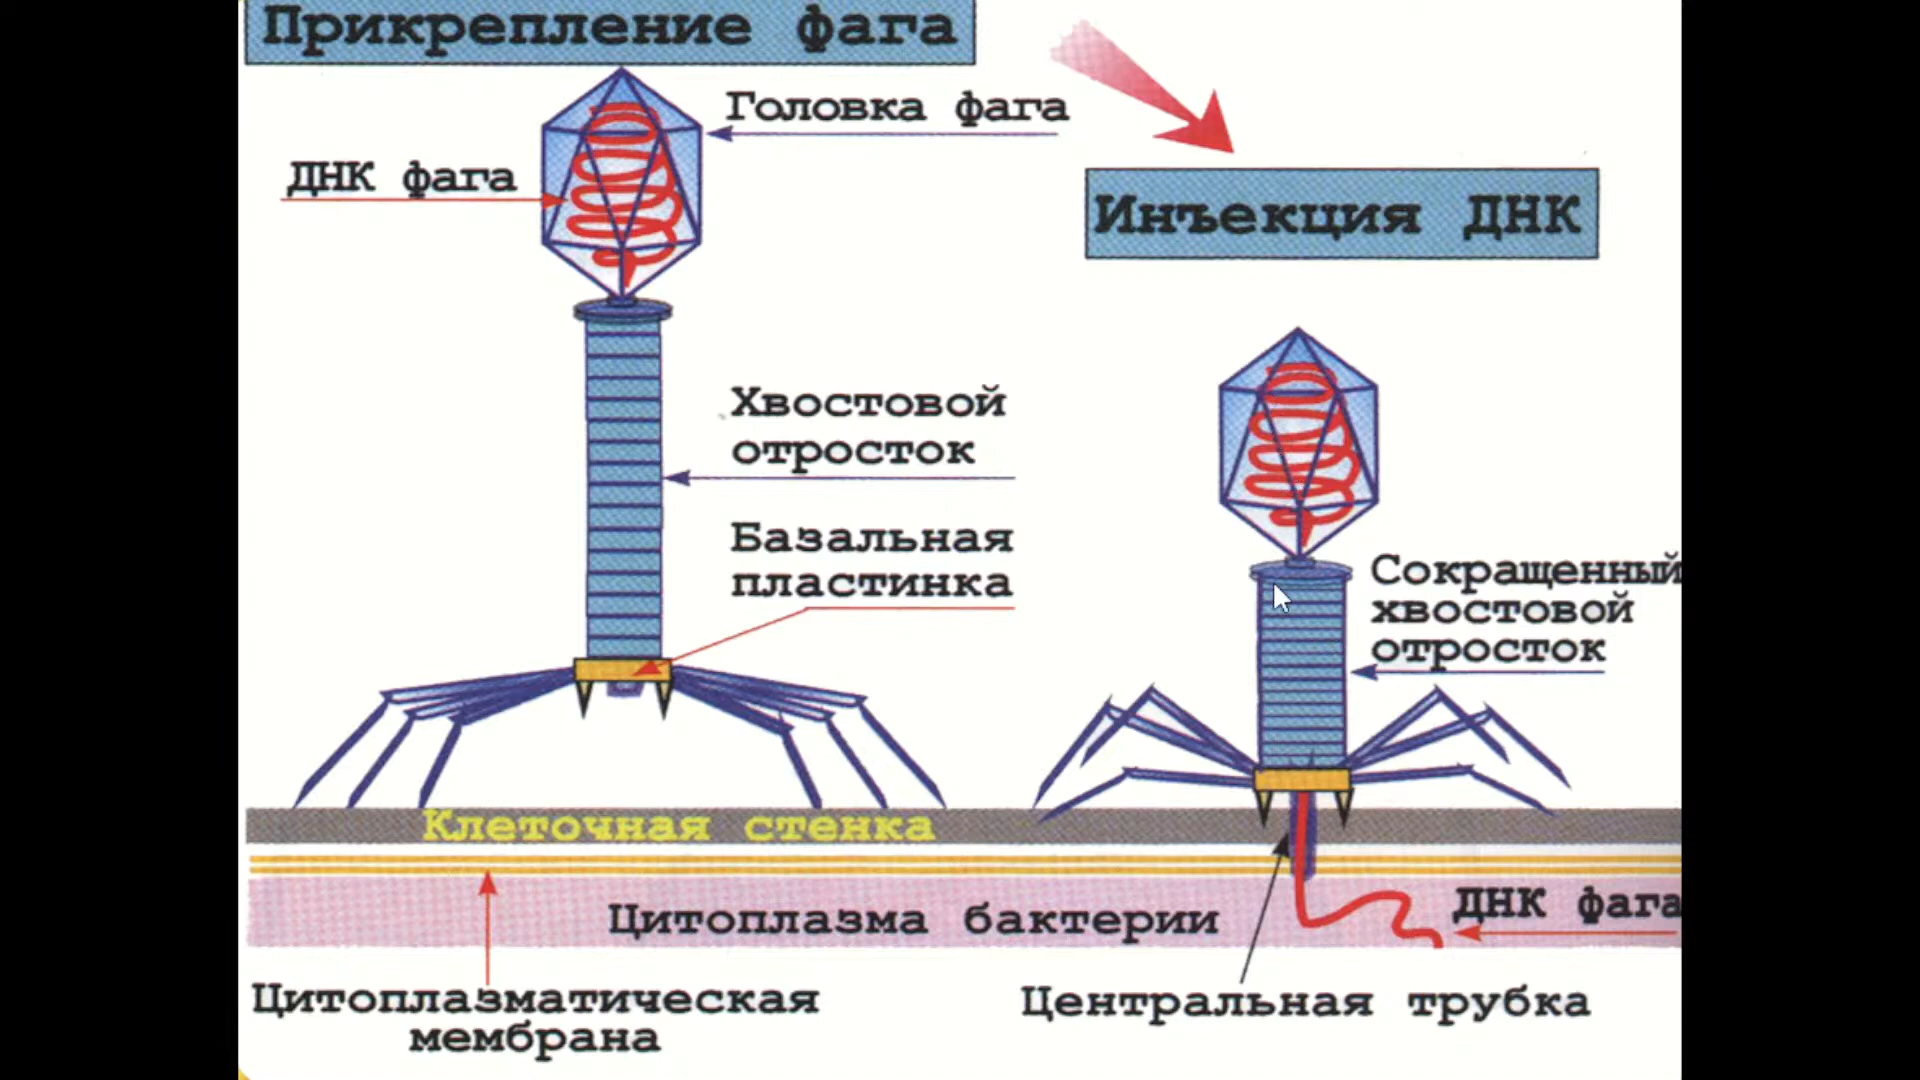 Прикрепление фага
Головка фага
ДНК фага
Инъекция ДНК
Хвостовой
отросток
Базальная
пластинка
Сокращенный
хвостовой
отросток
Клеточная стенка
ДНК фага
Цитоплазма бактерии
Цитоплазматическая
мембрана
Центральная трубка